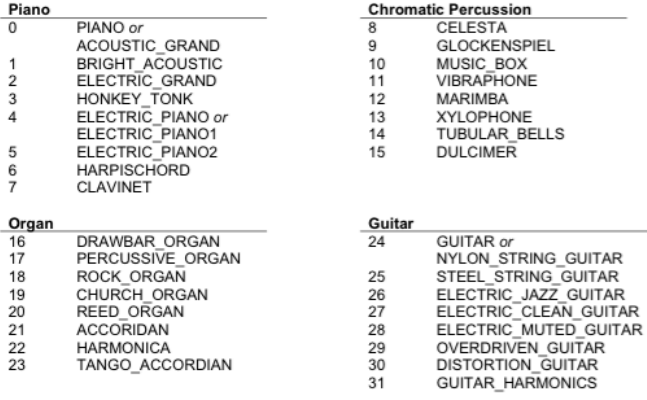 Piano
0 PIANO or
ACOUSTIC_GRAND
1 BRIGHT_ACOUSTIC
2 ELECTRIC_GRAND
3 HONKEY_TONK
4 ELECTRIC_PIANO or
ELECTRIC_PIANO1
5 ELECTRIC_PIANO2
6 HARPISCHORD
7 CLAVINET
Chromatic Percussion
8 CELESTA
9 GLOCKENSPIEL
10 MUSIC_BOX
11 VIBRAPHONE
12 MARIMBA
13 XYLOPHONE
14 TUBULAR_BELLS
15 DULCIMER
Organ
16 DRAWBAR_ORGAN
17 PERCUSSIVE_ORGAN
18 ROCK_ORGAN
19 CHURCH_ORGAN
20 REED_ORGAN
21 ACCORIDAN
22 HARMONICA
23 TANGO_ACCORDIAN
Guitar
24 GUITAR or
NYLON_STRING_GUITAR
25 STEEL_STRING_GUITAR
26 ELECTRIC_JAZZ_GUITAR
27 ELECTRIC_CLEAN_GUITAR
28 ELECTRIC_MUTED_GUITAR
29 OVERDRIVEN_GUITAR
30 DISTORTION_GUITAR
31 GUITAR_HARMONICS